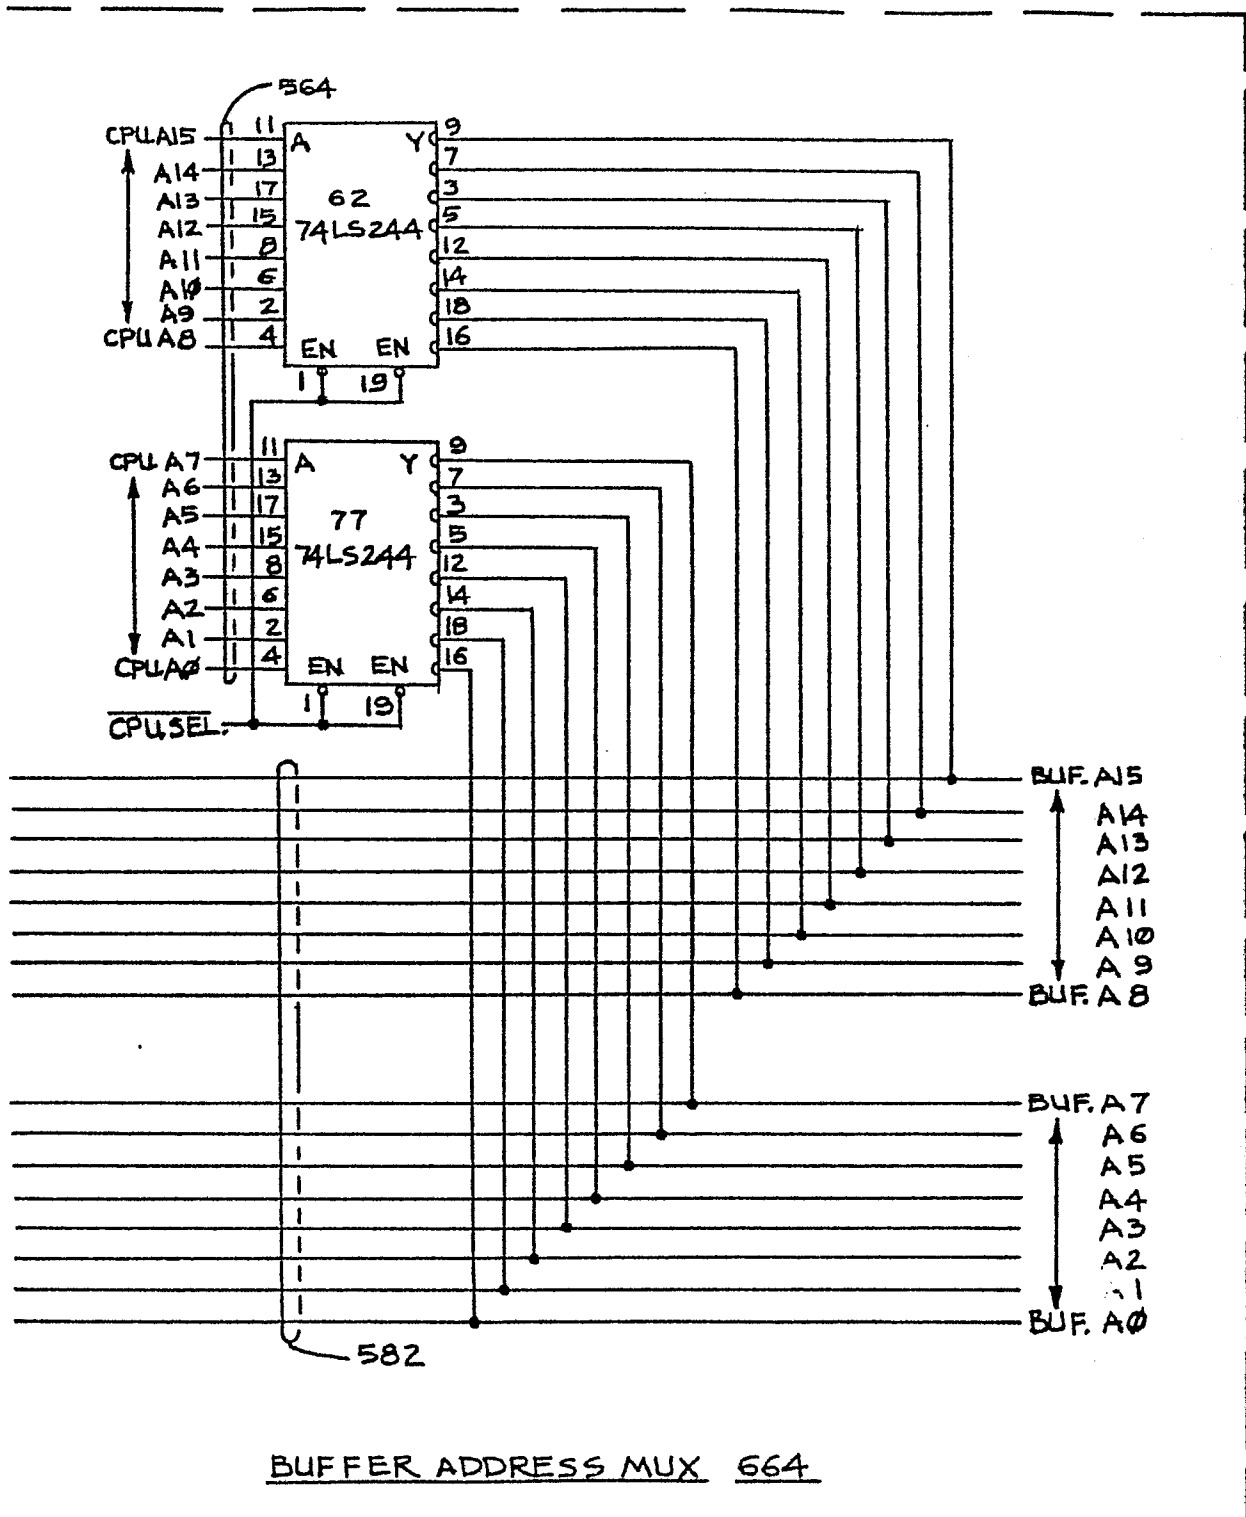 564
CPU A15 11 A Y 9
A14 13 7
A13 17 62 3
A12 15 74LS244 5
A11 8 12
A1Ø 6 14
A9 2 18
CPU A8 4 EN EN 16
1 19
CPU A7 11 A Y 9
A6 13 7
A5 17 77 3
A4 15 74LS244 5
A3 8 12
A2 6 14
A1 2 18
CPU AØ 4 EN EN 16
1 19
CPU SEL.
BUF. A15
A14
A13
A12
A11
A1Ø
A9
BUF. A8
BUF. A7
A6
A5
A4
A3
A2
1
BUF. AØ
582
BUFFER ADDRESS MUX 664